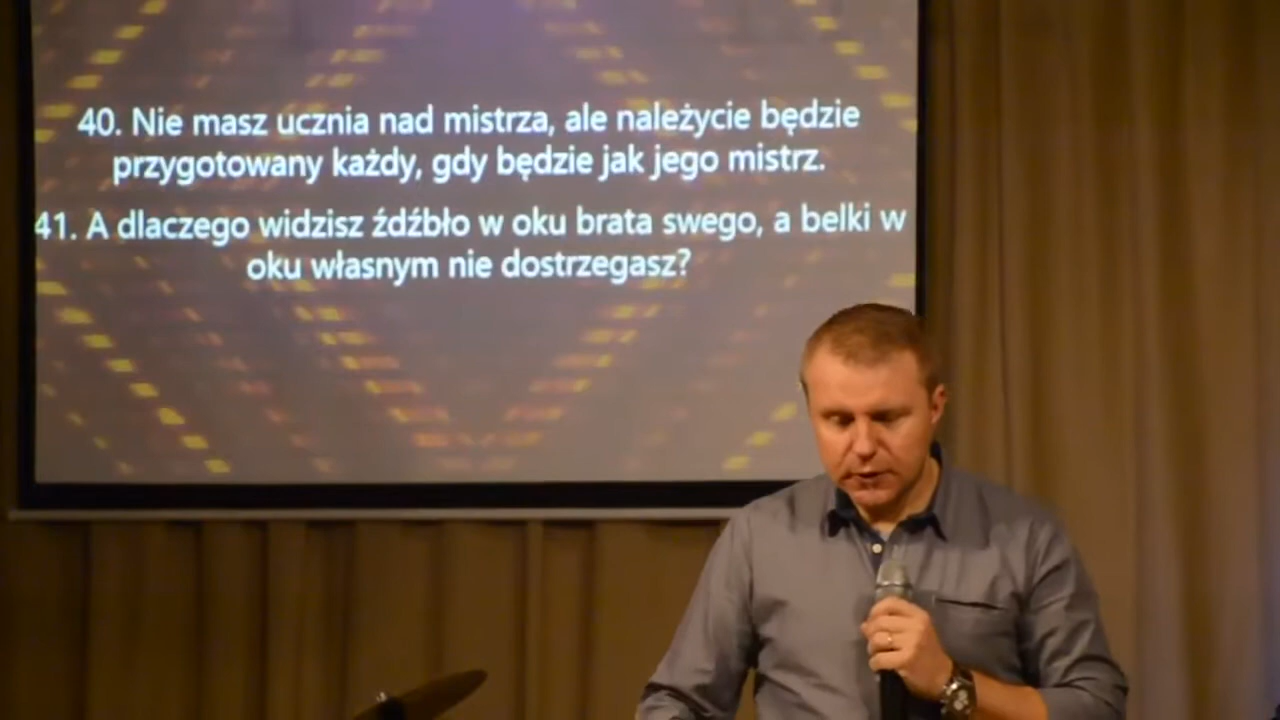 40. Nie masz ucznia nad mistrza, ale należycie będzie
przygotowany każdy, gdy będzie jak jego mistrz.
41. A dlaczego widzisz źdźbło w oku brata swego, a belki w
oku własnym nie dostrzegasz?